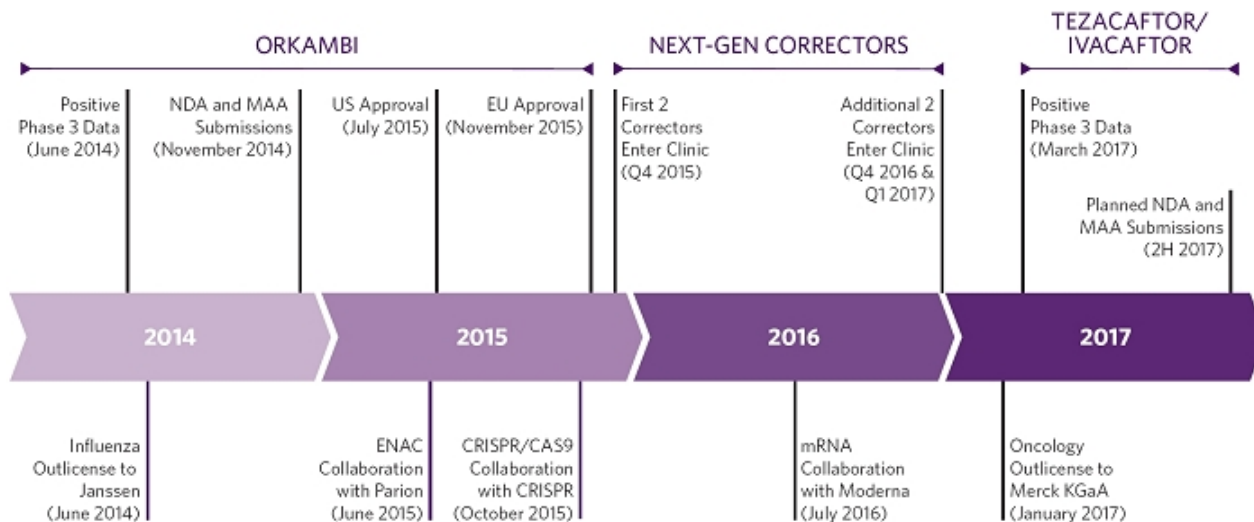 ORKAMBI
NEXT-GEN CORRECTORS
TEZACAFTOR/
IVACAFTOR
Positive
Phase 3 Data
(June 2014)
NDA and MAA
Submissions
(November 2014)
US Approval
(July 2015)
EU Approval
(November 2015)
First 2
Correctors
Enter Clinic
(Q4 2015)
Additional 2
Correctors
Enter Clinic
(Q4 2016 &
Q1 2017)
Positive
Phase 3 Data
(March 2017)
Planned NDA and
MAA Submissions
(2H 2017)
2014
2015
2016
2017
Influenza
Outlicense to
Janssen
(June 2014)
ENAC
Collaboration
with Parion
(June 2015)
CRISPR/CAS9
Collaboration
with CRISPR
(October 2015)
mRNA
Collaboration
with Moderna
(July 2016)
Oncology
Outlicense to
Merck KGaA
(January 2017)